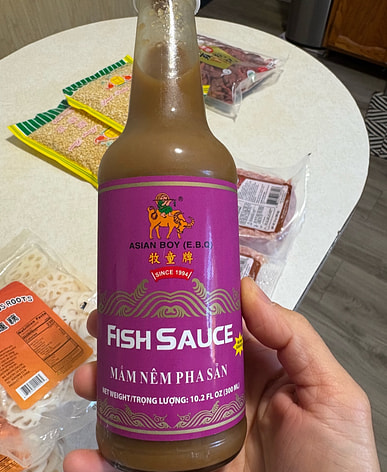 ASIAN BOY (E.B.O)
牧童牌
SINCE 1994
FISH SAUCE
MẮM NÊM PHA SẴN
NET WEIGHT/TRỌNG LƯỢNG: 10.2 FL OZ (300 ML)
ROOTS